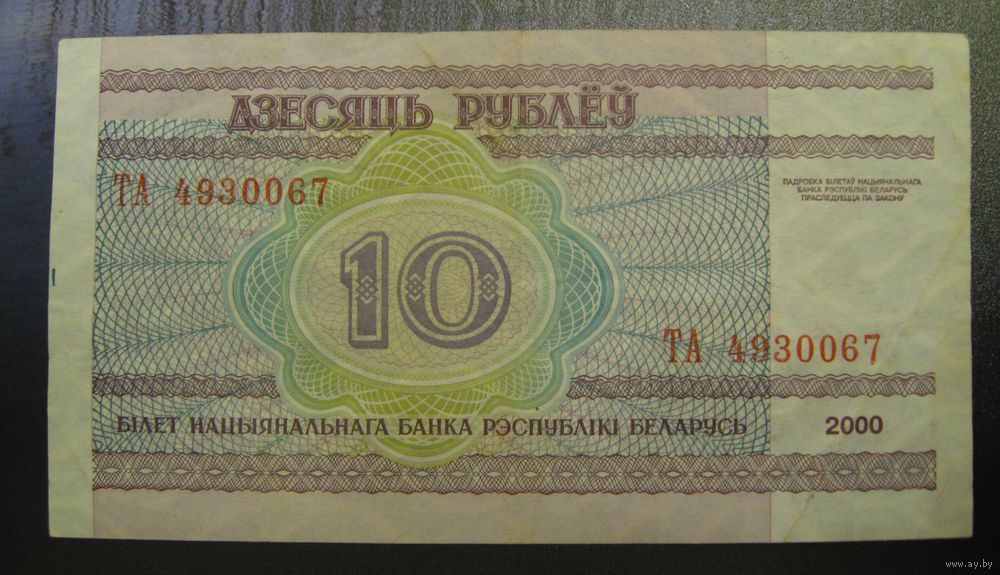 ДЗЕСЯЦЬ РУБЛЁЎ
ТА 4930067
ПАДРОБКА БІЛЕТАЎ НАЦЫЯНАЛЬНАГА
БАНКА РЭСПУБЛІКІ БЕЛАРУСЬ
ПРАСЛЕДУЕЦЦА ПА ЗАКОНУ
10
ТА 4930067
БІЛЕТ НАЦЫЯНАЛЬНАГА БАНКА РЭСПУБЛІКІ БЕЛАРУСЬ 2000
www.ay.by